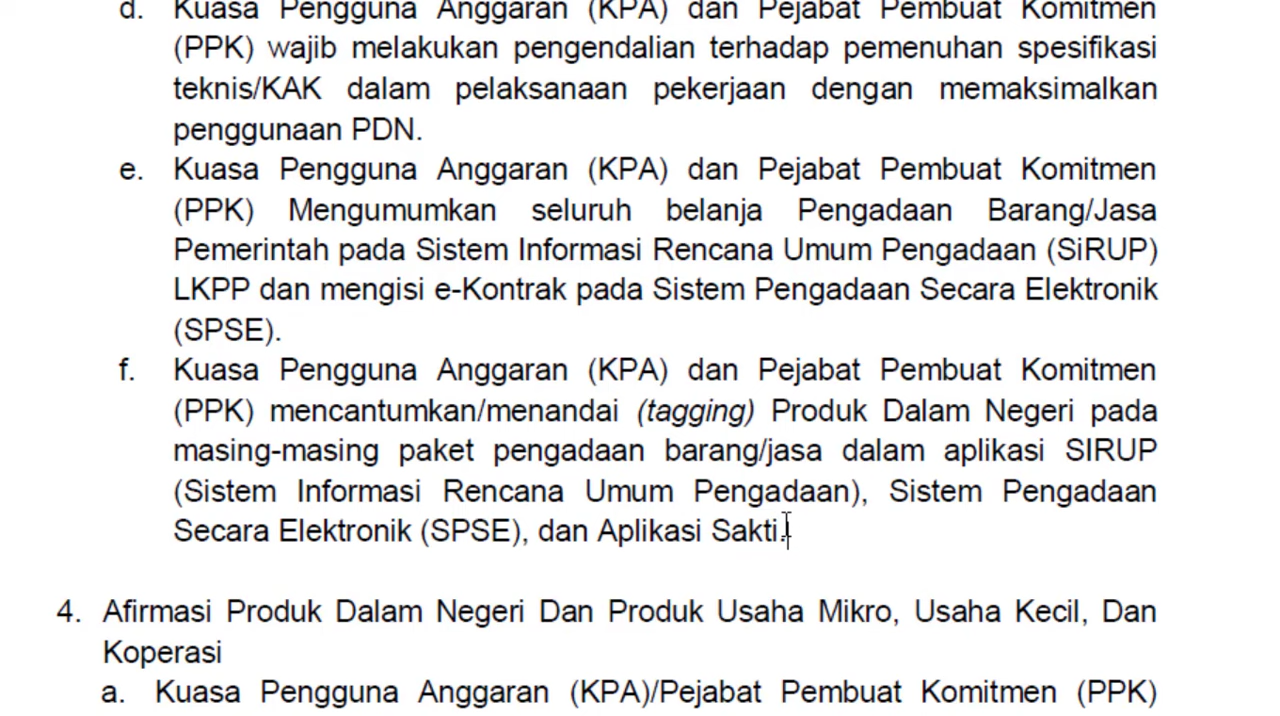 d. Kuasa Pengguna Anggaran (KPA) dan Pejabat Pembuat Komitmen
(PPK) wajib melakukan pengendalian terhadap pemenuhan spesifikasi
teknis/KAK dalam pelaksanaan pekerjaan dengan memaksimalkan
penggunaan PDN.
e. Kuasa Pengguna Anggaran (KPA) dan Pejabat Pembuat Komitmen
(PPK) Mengumumkan seluruh belanja Pengadaan Barang/Jasa
Pemerintah pada Sistem Informasi Rencana Umum Pengadaan (SiRUP)
LKPP dan mengisi e-Kontrak pada Sistem Pengadaan Secara Elektronik
(SPSE).
f. Kuasa Pengguna Anggaran (KPA) dan Pejabat Pembuat Komitmen
(PPK) mencantumkan/menandai (tagging) Produk Dalam Negeri pada
masing-masing paket pengadaan barang/jasa dalam aplikasi SIRUP
(Sistem Informasi Rencana Umum Pengadaan), Sistem Pengadaan
Secara Elektronik (SPSE), dan Aplikasi Sakti.
4. Afirmasi Produk Dalam Negeri Dan Produk Usaha Mikro, Usaha Kecil, Dan
Koperasi
a. Kuasa Pengguna Anggaran (KPA)/Pejabat Pembuat Komitmen (PPK)